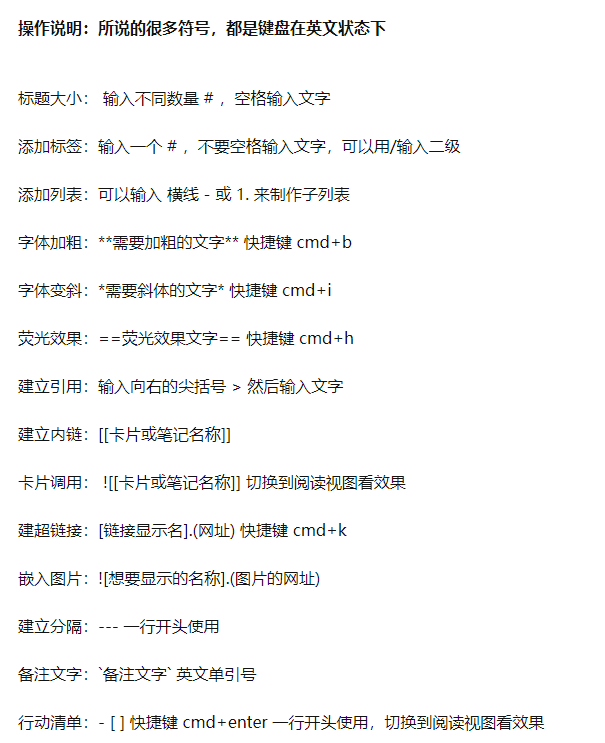 操作说明：所说的很多符号，都是键盘在英文状态下
标题大小： 输入不同数量 # ，空格输入文字
添加标签：输入一个 # ，不要空格输入文字，可以用/输入二级
添加列表：可以输入 横线 - 或 1. 来制作子列表
字体加粗：**需要加粗的文字** 快捷键 cmd+b
字体变斜：*需要斜体的文字* 快捷键 cmd+i
荧光效果：==荧光效果文字== 快捷键 cmd+h
建立引用：输入向右的尖括号 > 然后输入文字
建立内链：[[卡片或笔记名称]]
卡片调用： ![[卡片或笔记名称]] 切换到阅读视图看效果
建超链接：[链接显示名].(网址) 快捷键 cmd+k
嵌入图片：![想要显示的名称].(图片的网址)
建立分隔：--- 一行开头使用
备注文字：`备注文字` 英文单引号
行动清单：- [ ] 快捷键 cmd+enter 一行开头使用，切换到阅读视图看效果